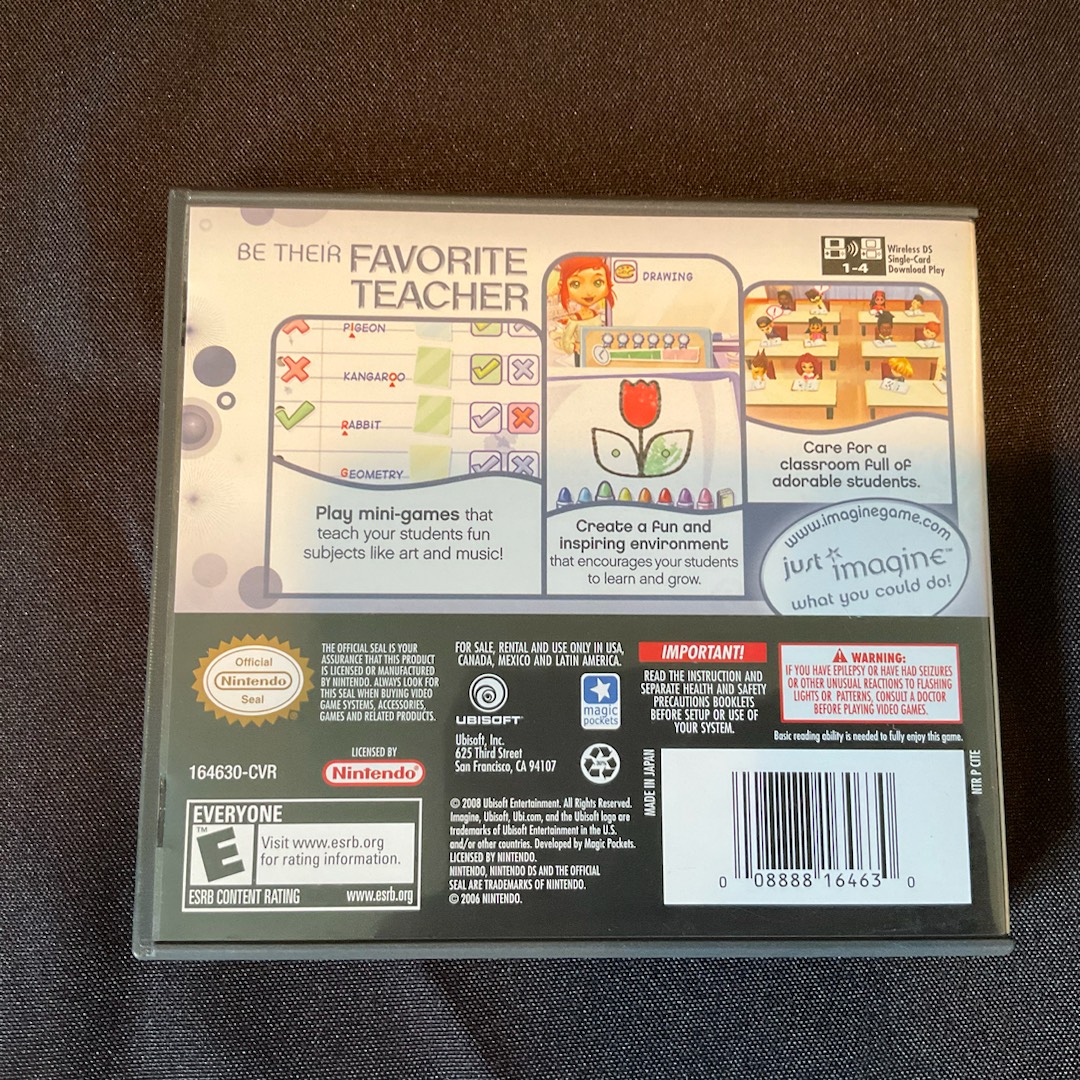 BE THEIR FAVORITE
TEACHER
1-4
Wireless DS
Single-Card
Download Play
PIGEON
KANGAROO
RABBIT
GEOMETRY
Play mini-games that
teach your students fun
subjects like art and music!
DRAWING
Create a fun and
inspiring environment
that encourages your students
to learn and grow.
Care for a
classroom full of
adorable students.
www.imaginegame.com
just imagine™
what you could do!
Official
Nintendo
Seal
THE OFFICIAL SEAL IS YOUR
ASSURANCE THAT THIS PRODUCT
IS LICENSED OR MANUFACTURED
BY NINTENDO. ALWAYS LOOK FOR
THIS SEAL WHEN BUYING VIDEO
GAME SYSTEMS, ACCESSORIES,
GAMES AND RELATED PRODUCTS.
164630-CVR
LICENSED BY
Nintendo®
EVERYONE
E
™
Visit www.esrb.org
for rating information.
ESRB CONTENT RATING www.esrb.org
FOR SALE, RENTAL AND USE ONLY IN USA,
CANADA, MEXICO AND LATIN AMERICA.
UBISOFT
magic
pockets
Ubisoft, Inc.
625 Third Street
San Francisco, CA 94107
© 2008 Ubisoft Entertainment. All Rights Reserved.
Imagine, Ubisoft, Ubi.com, and the Ubisoft logo are
trademarks of Ubisoft Entertainment in the U.S.
and/or other countries. Developed by Magic Pockets.
LICENSED BY NINTENDO.
NINTENDO, NINTENDO DS AND THE OFFICIAL
SEAL ARE TRADEMARKS OF NINTENDO.
© 2006 NINTENDO.
IMPORTANT!
READ THE INSTRUCTION AND
SEPARATE HEALTH AND SAFETY
PRECAUTIONS BOOKLETS
BEFORE SETUP OR USE OF
YOUR SYSTEM.
WARNING:
IF YOU HAVE EPILEPSY OR HAVE HAD SEIZURES
OR OTHER UNUSUAL REACTIONS TO FLASHING
LIGHTS OR PATTERNS, CONSULT A DOCTOR
BEFORE PLAYING VIDEO GAMES.
Basic reading ability is needed to fully enjoy this game.
MADE IN JAPAN
NTR P CITE
0 08888 16463 0